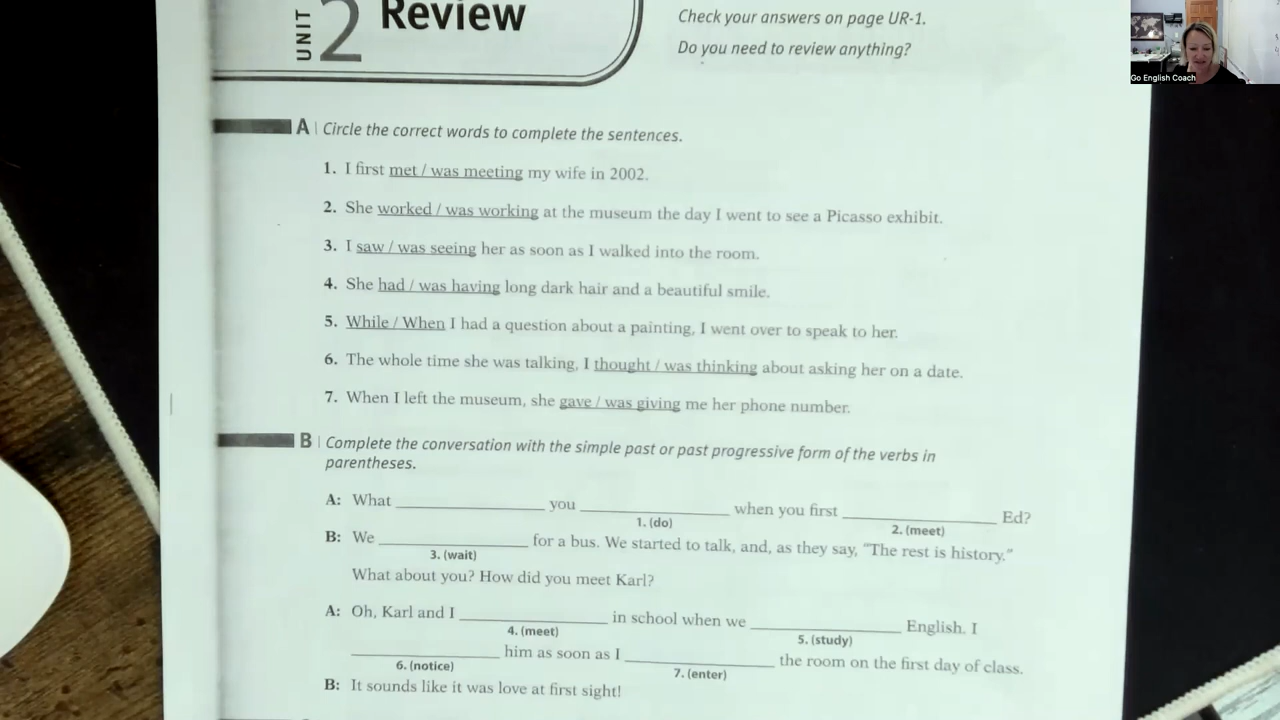 UNIT 2 Review
Check your answers on page UR-1.
Do you need to review anything?
Go English Coach
A | Circle the correct words to complete the sentences.
1. I first met / was meeting my wife in 2002.
2. She worked / was working at the museum the day I went to see a Picasso exhibit.
3. I saw / was seeing her as soon as I walked into the room.
4. She had / was having long dark hair and a beautiful smile.
5. While / When I had a question about a painting, I went over to speak to her.
6. The whole time she was talking, I thought / was thinking about asking her on a date.
7. When I left the museum, she gave / was giving me her phone number.
B | Complete the conversation with the simple past or past progressive form of the verbs in
parentheses.
A: What ____________ you ____________ when you first ____________ Ed?
1. (do) 2. (meet)
B: We ____________ for a bus. We started to talk, and, as they say, "The rest is history."
3. (wait)
What about you? How did you meet Karl?
A: Oh, Karl and I ____________ in school when we ____________ English. I
4. (meet) 5. (study)
____________ him as soon as I ____________ the room on the first day of class.
6. (notice) 7. (enter)
B: It sounds like it was love at first sight!